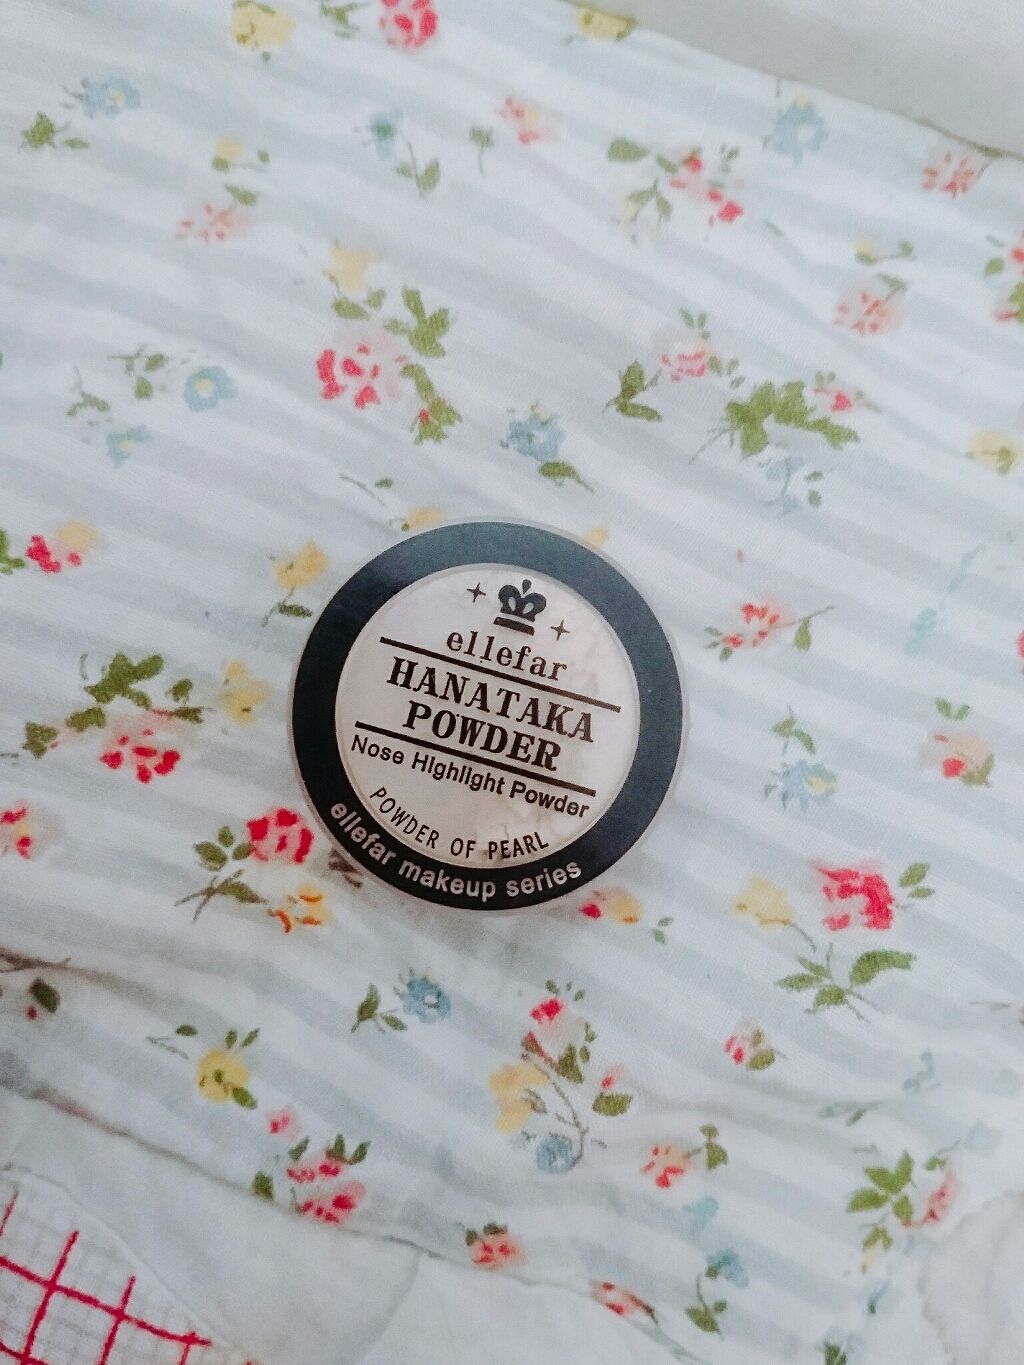 ellefar
HANATAKA
POWDER
Nose Highlight Powder
POWDER OF PEARL
ellefar makeup series